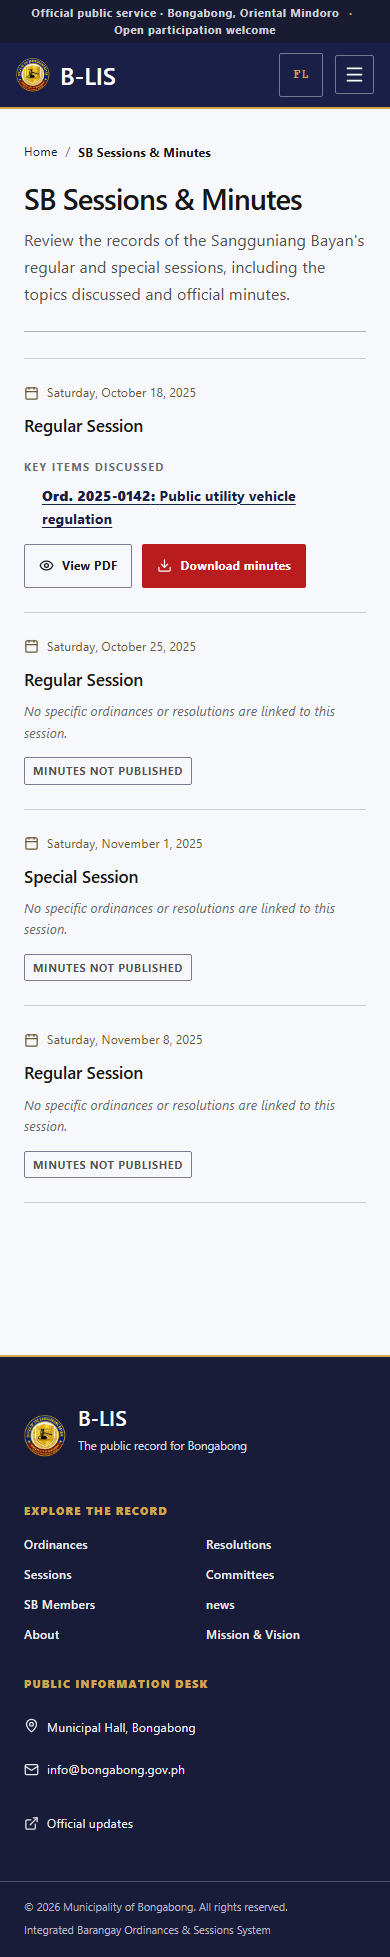 Official public service · Bongabong, Oriental Mindoro ·
Open participation welcome
B-LIS
FL
Home / SB Sessions & Minutes
SB Sessions & Minutes
Review the records of the Sangguniang Bayan's
regular and special sessions, including the
topics discussed and official minutes.
Saturday, October 18, 2025
Regular Session
KEY ITEMS DISCUSSED
Ord. 2025-0142: Public utility vehicle
regulation
View PDF
Download minutes
Saturday, October 25, 2025
Regular Session
No specific ordinances or resolutions are linked to this
session.
MINUTES NOT PUBLISHED
Saturday, November 1, 2025
Special Session
No specific ordinances or resolutions are linked to this
session.
MINUTES NOT PUBLISHED
Saturday, November 8, 2025
Regular Session
No specific ordinances or resolutions are linked to this
session.
MINUTES NOT PUBLISHED
B-LIS
The public record for Bongabong
EXPLORE THE RECORD
Ordinances Resolutions
Sessions Committees
SB Members news
About Mission & Vision
PUBLIC INFORMATION DESK
Municipal Hall, Bongabong
info@bongabong.gov.ph
Official updates
© 2026 Municipality of Bongabong. All rights reserved.
Integrated Barangay Ordinances & Sessions System